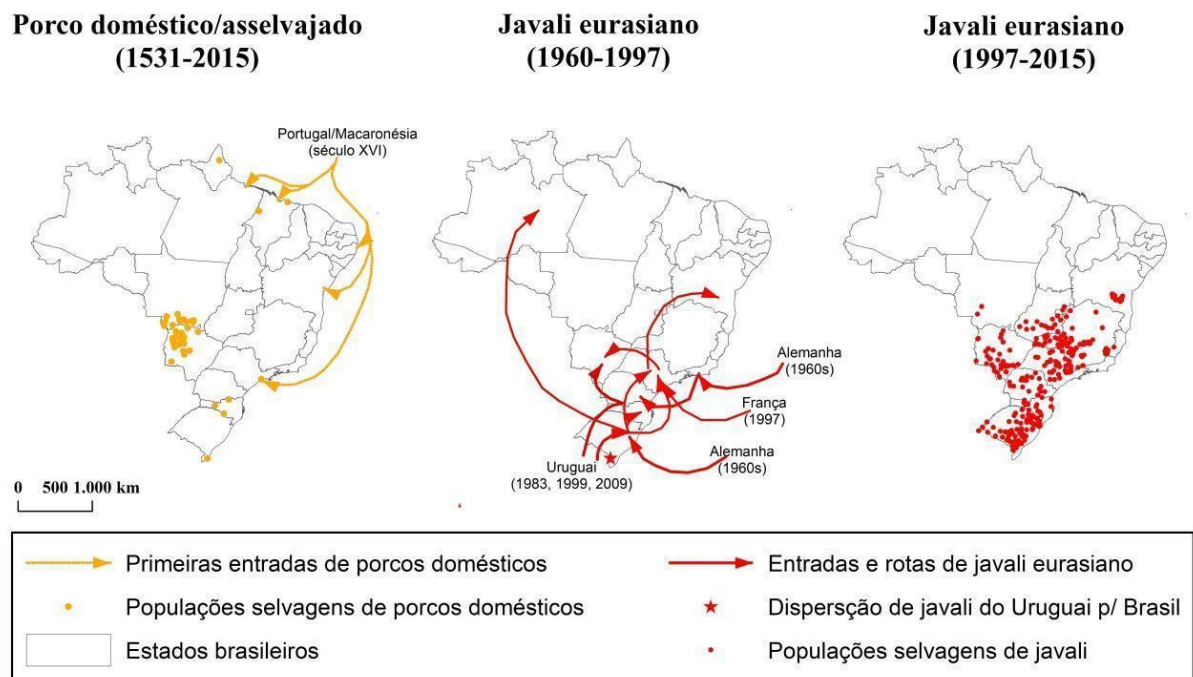 Porco doméstico/asselvajado
(1531-2015)
Javali eurasiano
(1960-1997)
Javali eurasiano
(1997-2015)
Portugal/Macaronésia
(século XVI)
Alemanha
(1960s)
França
(1997)
Alemanha
(1960s)
Uruguai
(1983, 1999, 2009)
0 500 1.000 km
Primeiras entradas de porcos domésticos
Populações selvagens de porcos domésticos
Estados brasileiros
Entradas e rotas de javali eurasiano
Dispersção de javali do Uruguai p/ Brasil
Populações selvagens de javali